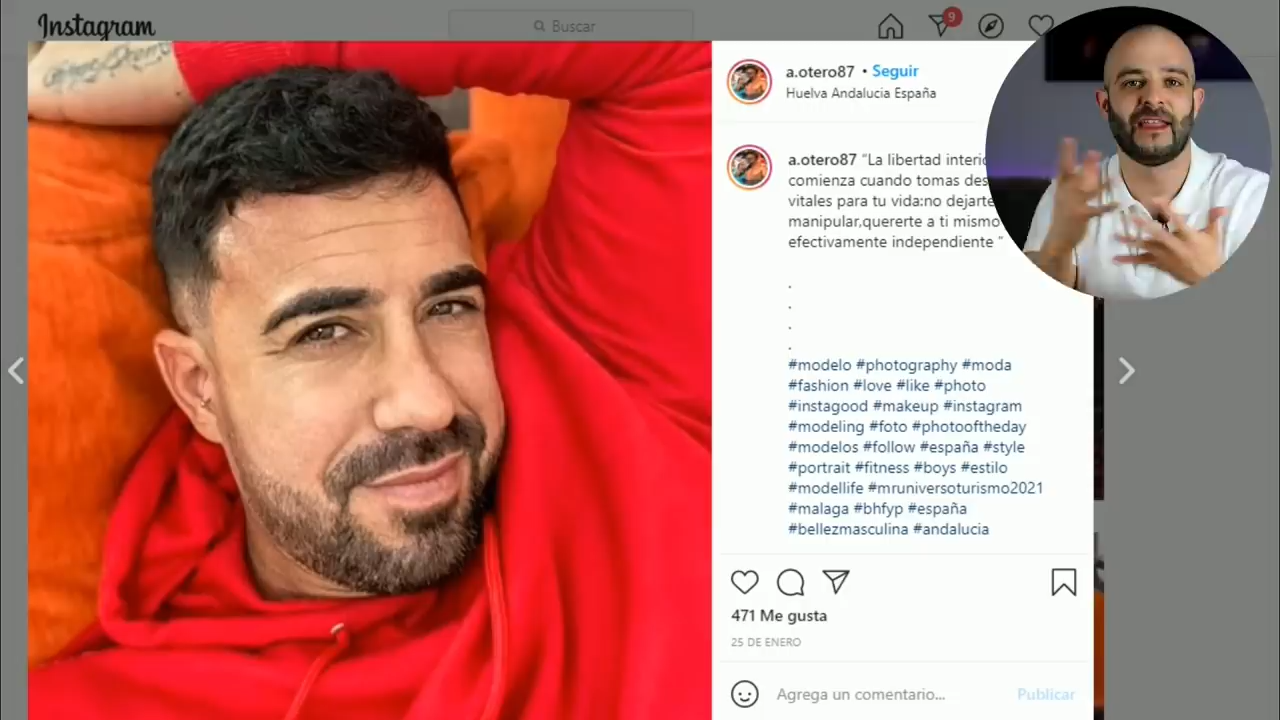 Instagram
Buscar
9
a.otero87 • Seguir
Huelva Andalucia España
a.otero87 “La libertad interio
comienza cuando tomas des
vitales para tu vida:no dejarte
manipular,quererte a ti mismo
efectivamente independiente ”
.
.
.
.
#modelo #photography #moda
#fashion #love #like #photo
#instagood #makeup #instagram
#modeling #foto #photooftheday
#modelos #follow #españa #style
#portrait #fitness #boys #estilo
#modellife #mruniversoturismo2021
#malaga #bhfyp #españa
#bellezmasculina #andalucia
471 Me gusta
25 DE ENERO
Agrega un comentario... Publicar